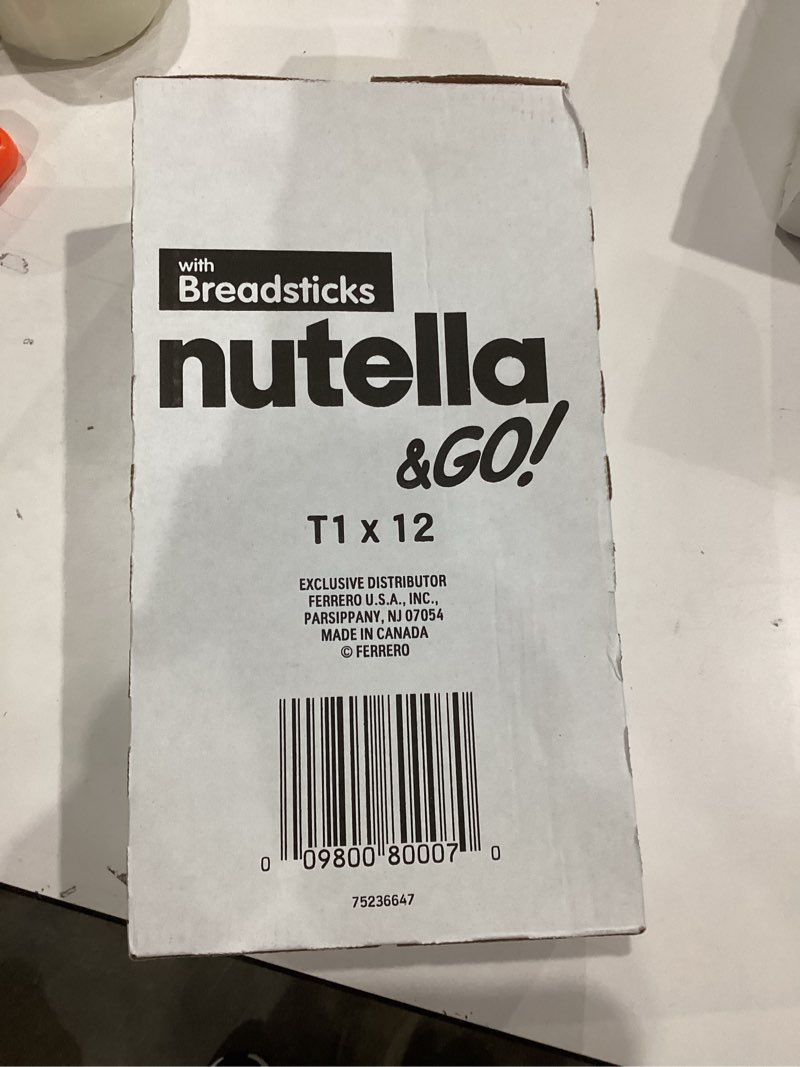 with
Breadsticks
nutella
&GO!
T1 x 12
EXCLUSIVE DISTRIBUTOR
FERRERO U.S.A., INC.,
PARSIPPANY, NJ 07054
MADE IN CANADA
© FERRERO
0 09800 80007 0
75236647